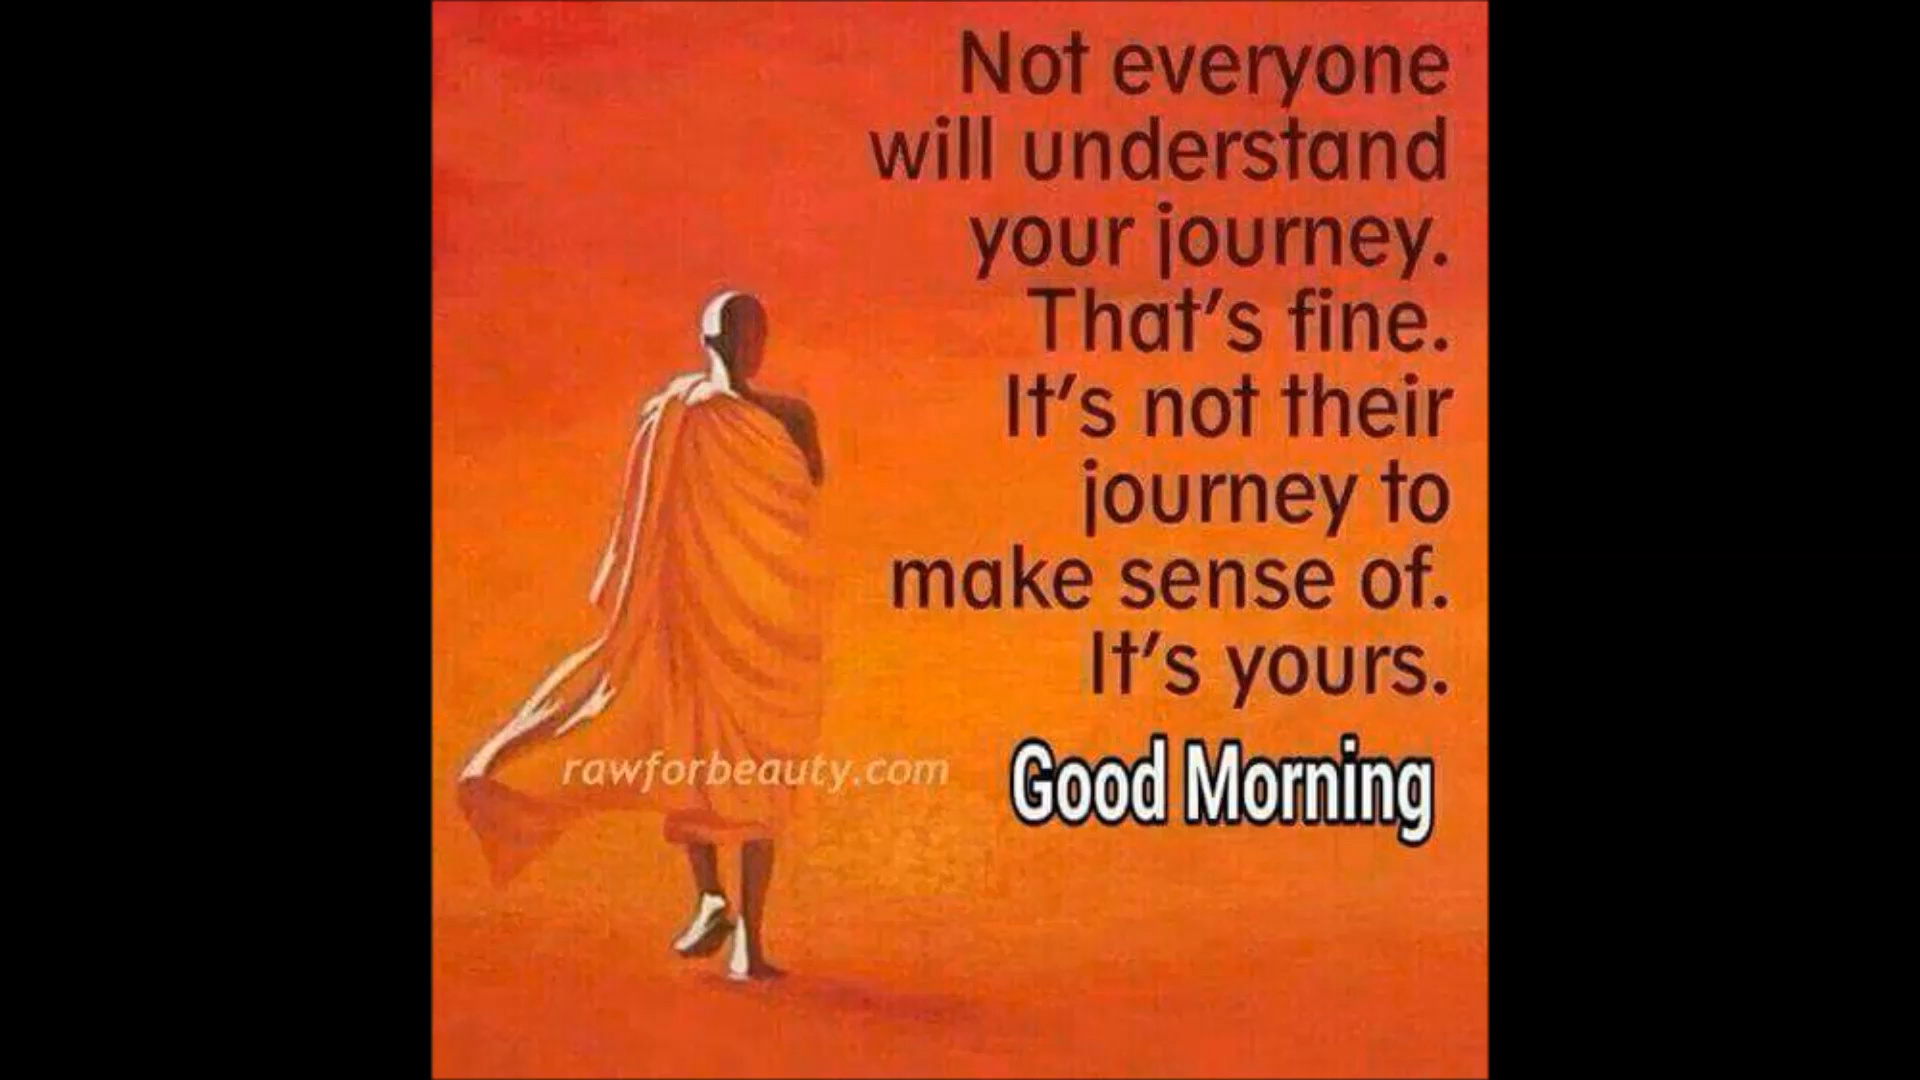 Not everyone
will understand
your journey.
That's fine.
It's not their
journey to
make sense of.
It's yours.
rawforbeauty.com
Good Morning